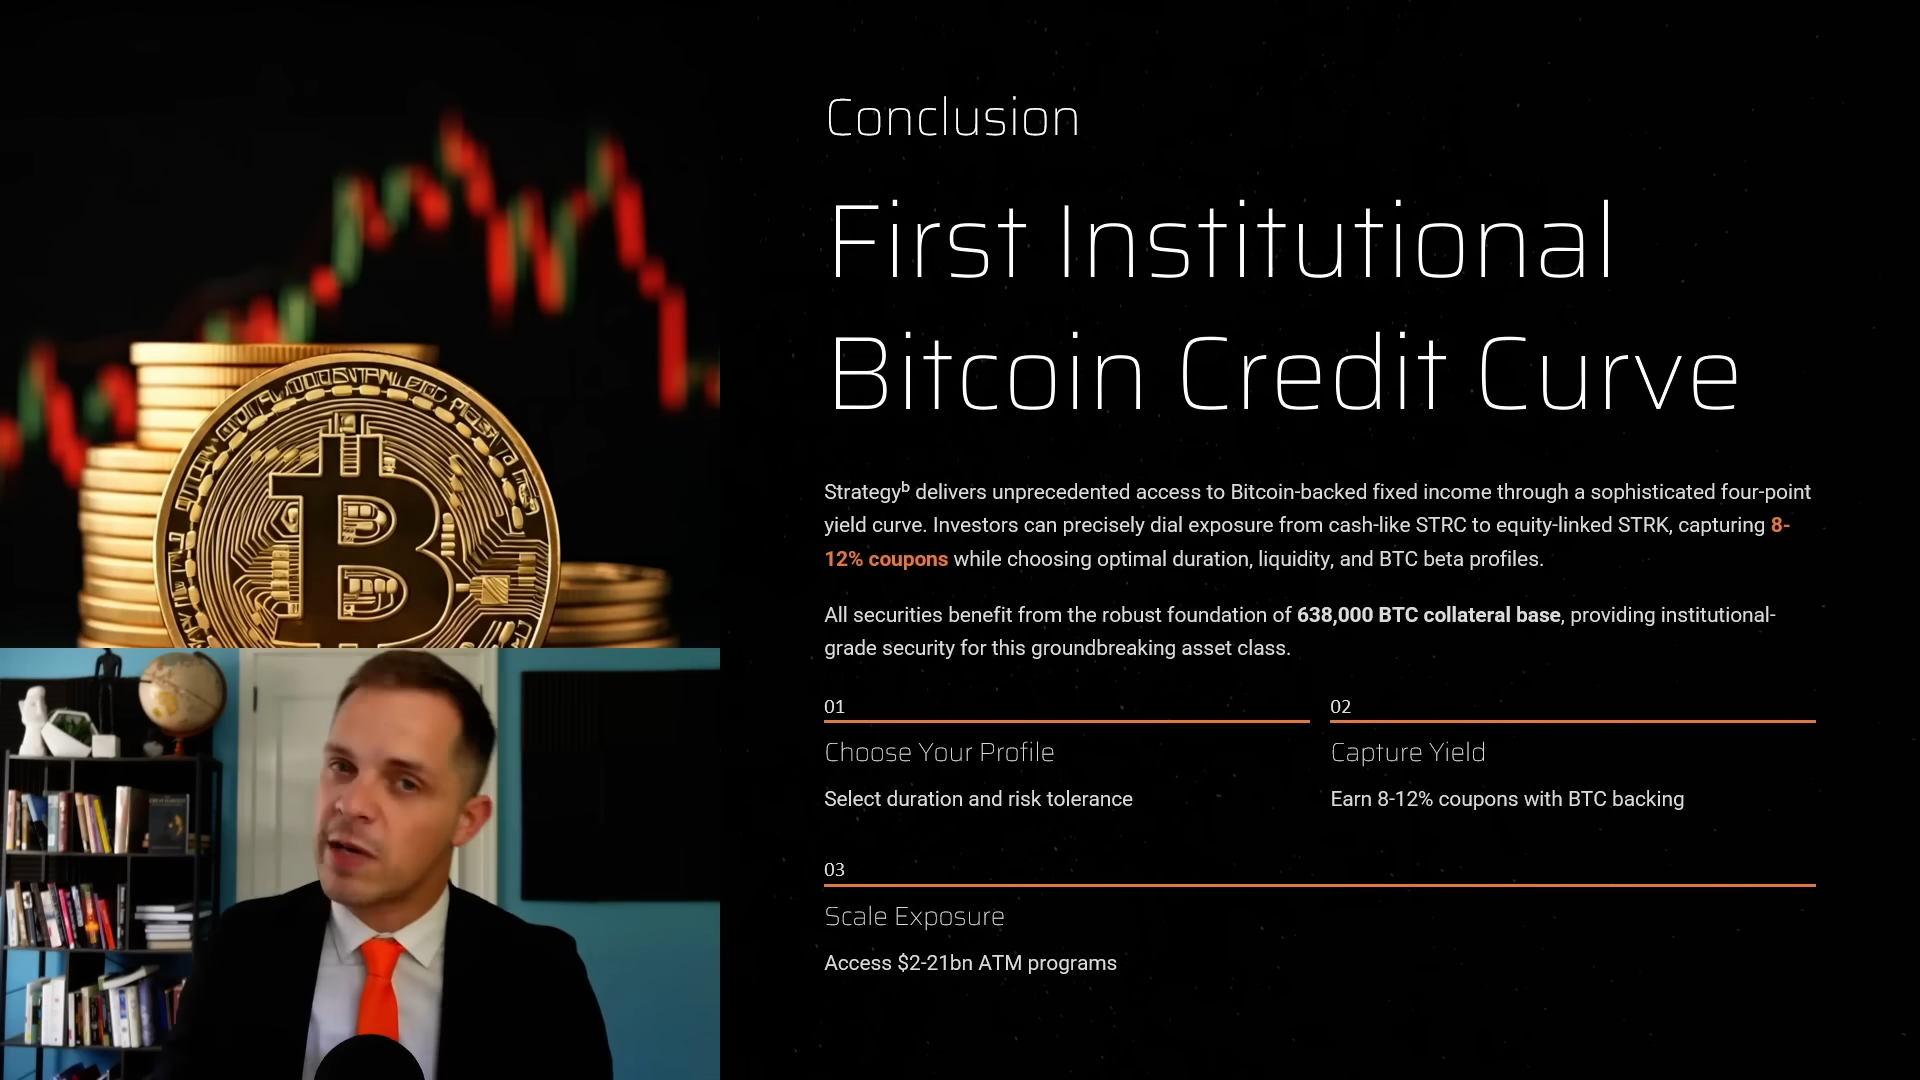 Conclusion
First Institutional
Bitcoin Credit Curve
Strategyᵇ delivers unprecedented access to Bitcoin-backed fixed income through a sophisticated four-point
yield curve. Investors can precisely dial exposure from cash-like STRC to equity-linked STRK, capturing 8-
12% coupons while choosing optimal duration, liquidity, and BTC beta profiles.
All securities benefit from the robust foundation of 638,000 BTC collateral base, providing institutional-
grade security for this groundbreaking asset class.
01
Choose Your Profile
Select duration and risk tolerance
02
Capture Yield
Earn 8-12% coupons with BTC backing
03
Scale Exposure
Access $2-21bn ATM programs